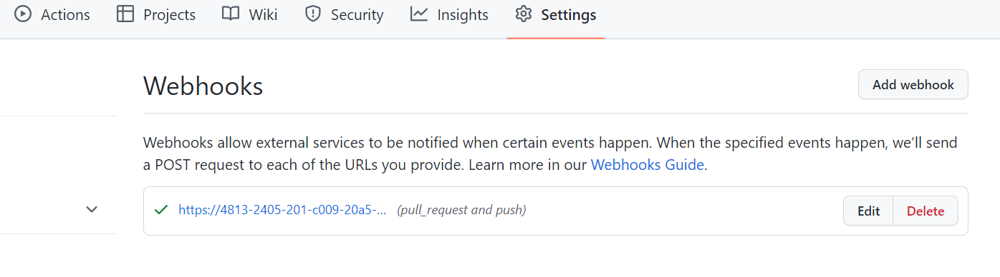 Actions Projects Wiki Security Insights Settings
Webhooks
Add webhook
Webhooks allow external services to be notified when certain events happen. When the specified events happen, we’ll send
a POST request to each of the URLs you provide. Learn more in our Webhooks Guide.
https://4813-2405-201-c009-20a5-... (pull_request and push)
Edit Delete